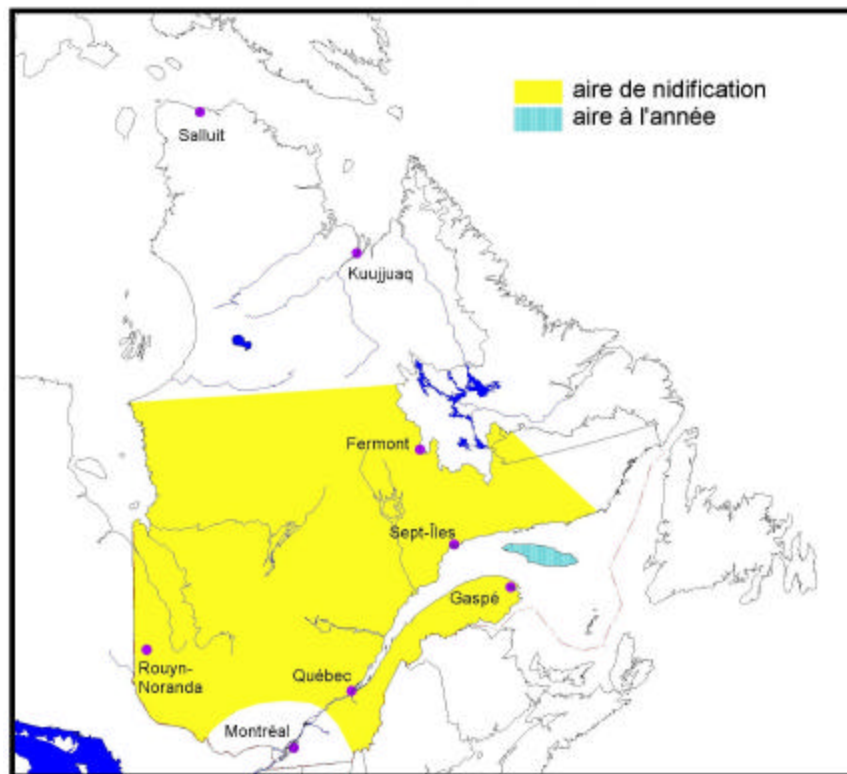 aire de nidification
aire à l'année
Salluit
Kuujjuaq
Fermont
Sept-Îles
Gaspé
Rouyn-
Noranda
Québec
Montréal